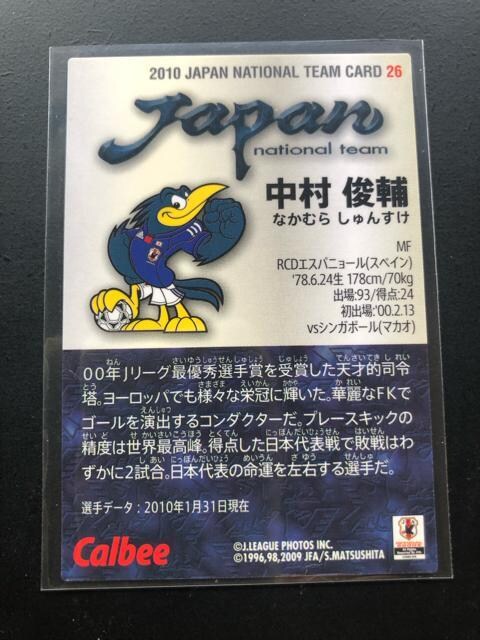 2010 JAPAN NATIONAL TEAM CARD 26
Japan
national team
中村 俊輔
なかむら しゅんすけ
MF
RCDエスパニョール(スペイン)
'78.6.24生 178cm/70kg
出場:93/得点:24
初出場:'00.2.13
vsシンガポール(マカオ)
00年Jリーグ最優秀選手賞を受賞した天才的司令
塔。ヨーロッパでも様々な栄冠に輝いた。華麗なFKで
ゴールを演出するコンダクターだ。プレースキックの
精度は世界最高峰。得点した日本代表戦で敗戦はわ
ずかに2試合。日本代表の命運を左右する選手だ。
選手データ：2010年1月31日現在
Calbee
©J.LEAGUE PHOTOS INC.
©1996,98,2009 JFA/S.MATSUSHITA